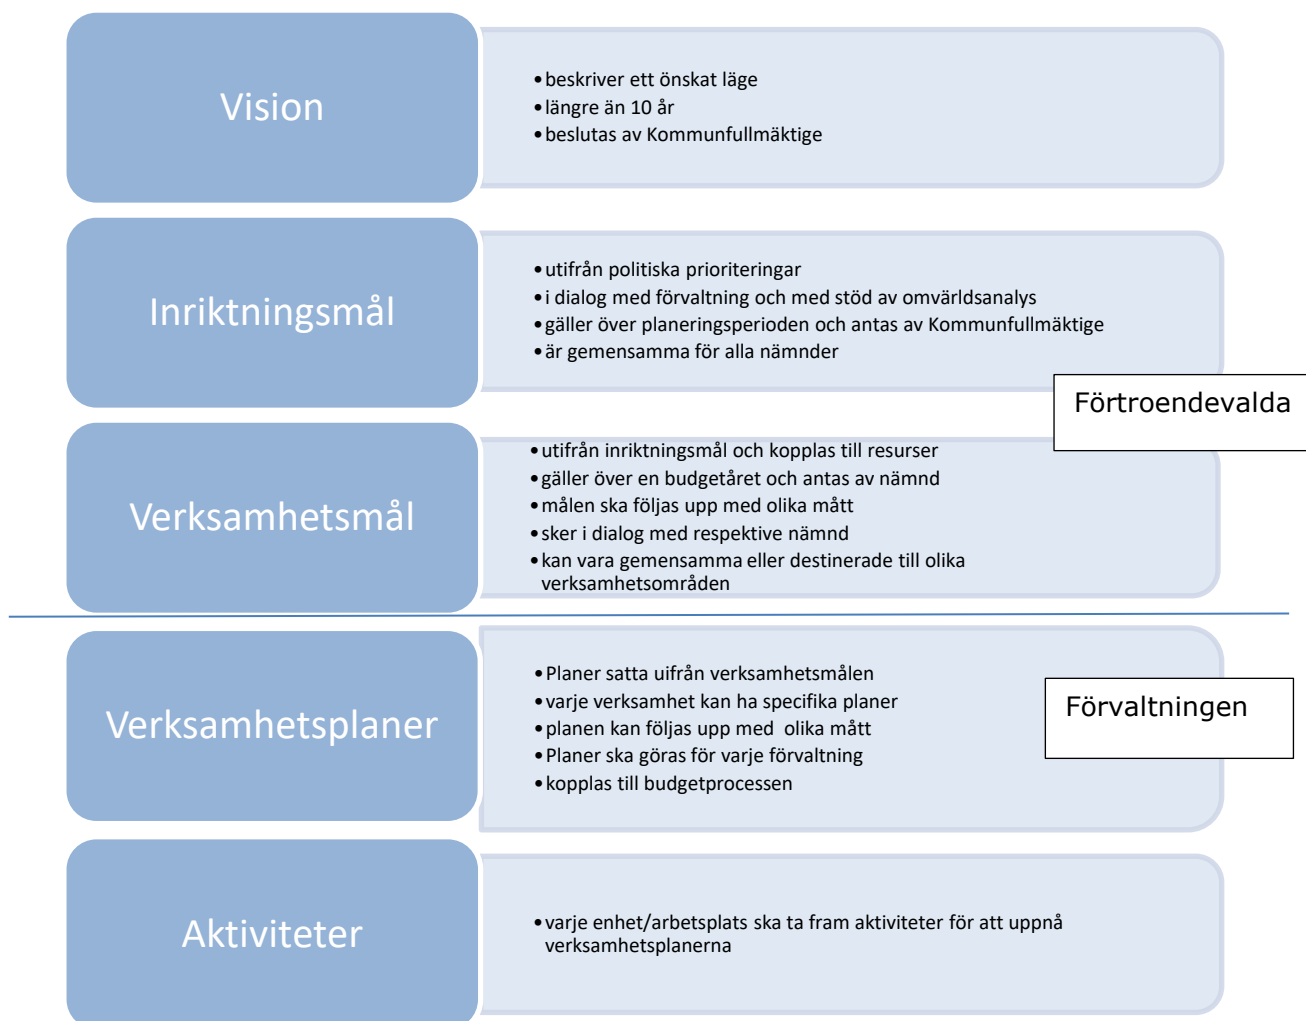 Vision
•beskriver ett önskat läge
•längre än 10 år
•beslutas av Kommunfullmäktige
Inriktningsmål
•utifrån politiska prioriteringar
•i dialog med förvaltning och med stöd av omvärldsanalys
•gäller över planeringsperioden och antas av Kommunfullmäktige
•är gemensamma för alla nämnder
Förtroendevalda
Verksamhetsmål
•utifrån inriktningsmål och kopplas till resurser
•gäller över en budgetåret och antas av nämnd
•målen ska följas upp med olika mått
•sker i dialog med respektive nämnd
•kan vara gemensamma eller destinerade till olika
verksamhetsområden
Verksamhetsplaner
•Planer satta uifrån verksamhetsmålen
•varje verksamhet kan ha specifika planer
•planen kan följas upp med  olika mått
•Planer ska göras för varje förvaltning
•kopplas till budgetprocessen
Förvaltningen
Aktiviteter
•varje enhet/arbetsplats ska ta fram aktiviteter för att uppnå
verksamhetsplanerna